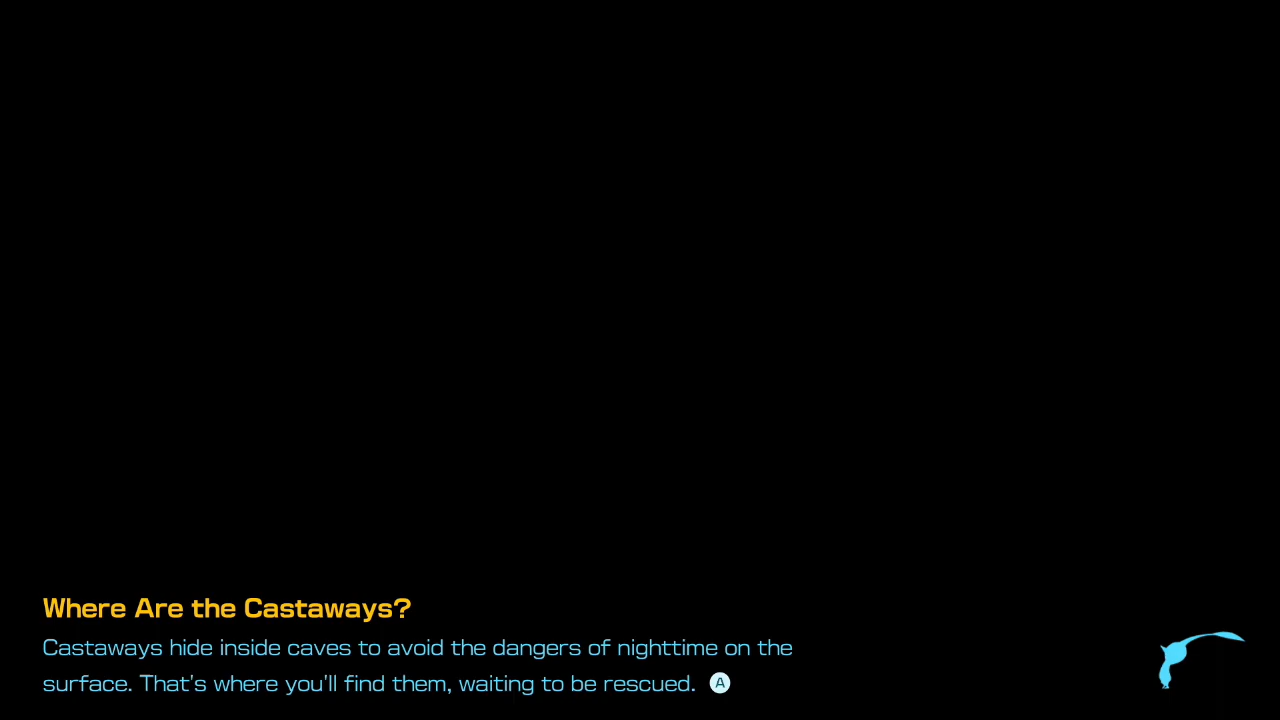 Where Are the Castaways?
Castaways hide inside caves to avoid the dangers of nighttime on the
surface. That's where you'll find them, waiting to be rescued. A